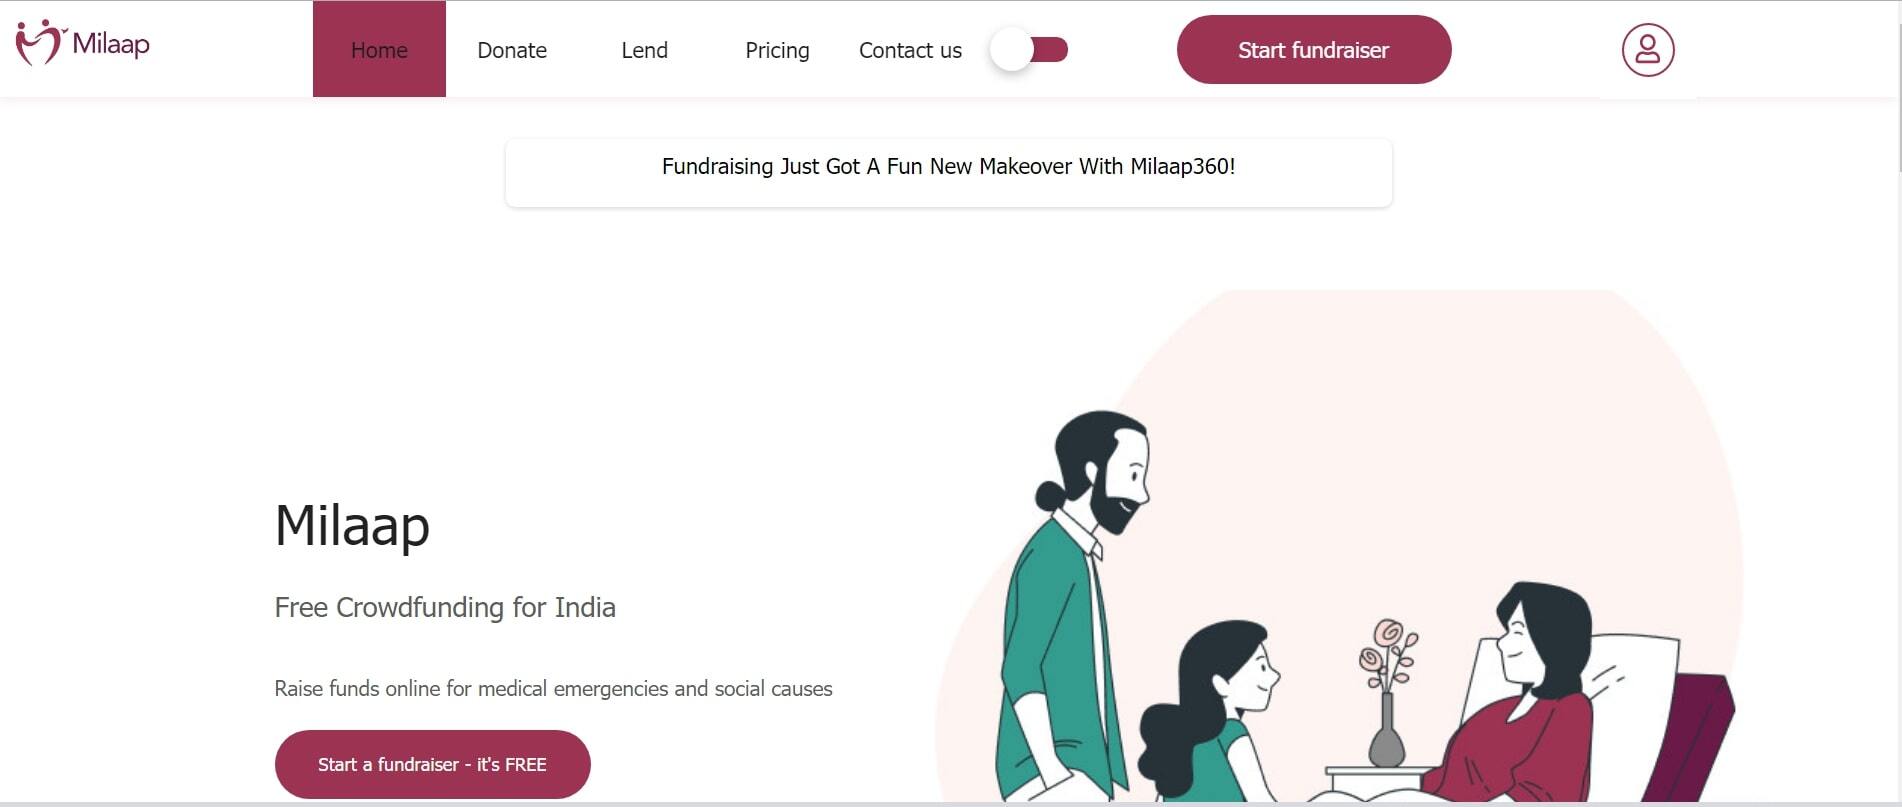 Milaap
Home
Donate
Lend
Pricing
Contact us
Start fundraiser
Fundraising Just Got A Fun New Makeover With Milaap360!
Milaap
Free Crowdfunding for India
Raise funds online for medical emergencies and social causes
Start a fundraiser - it's FREE